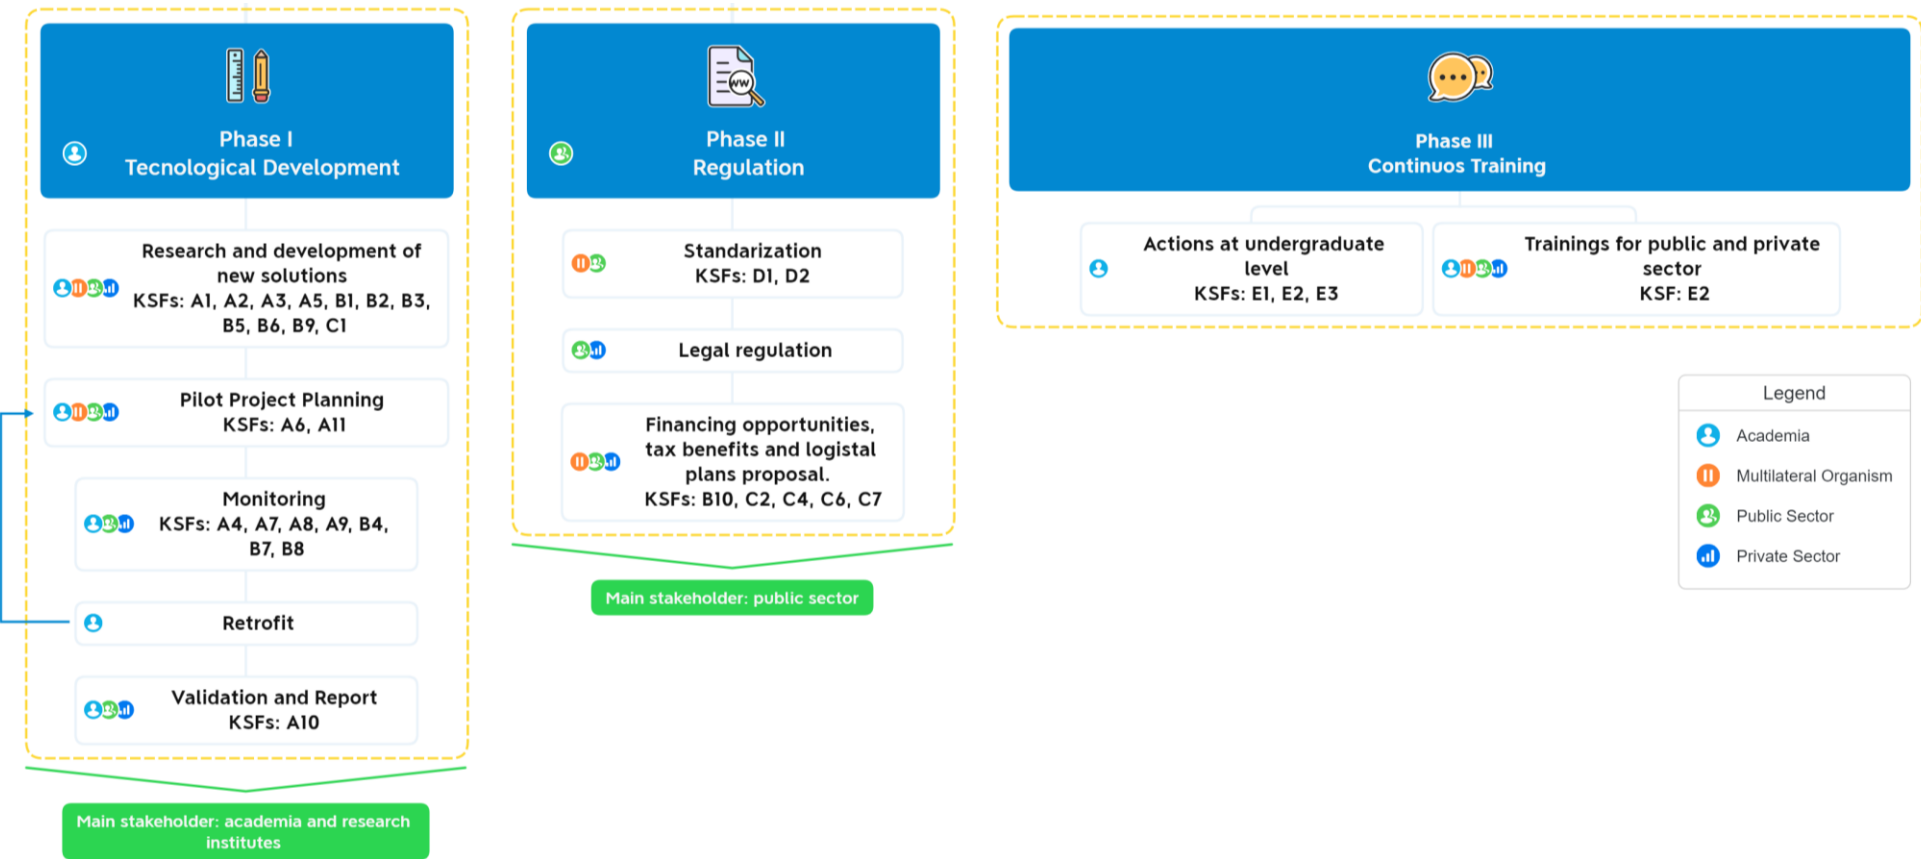 Phase I
Tecnological Development
Research and development of
new solutions
KSFs: A1, A2, A3, A5, B1, B2, B3,
B5, B6, B9, C1
Pilot Project Planning
KSFs: A6, A11
Monitoring
KSFs: A4, A7, A8, A9, B4,
B7, B8
Retrofit
Validation and Report
KSFs: A10
Main stakeholder: academia and research
institutes
Phase II
Regulation
Standarization
KSFs: D1, D2
Legal regulation
Financing opportunities,
tax benefits and logistal
plans proposal.
KSFs: B10, C2, C4, C6, C7
Main stakeholder: public sector
Phase III
Continuos Training
Actions at undergraduate
level
KSFs: E1, E2, E3
Trainings for public and private
sector
KSF: E2
Legend
Academia
Multilateral Organism
Public Sector
Private Sector